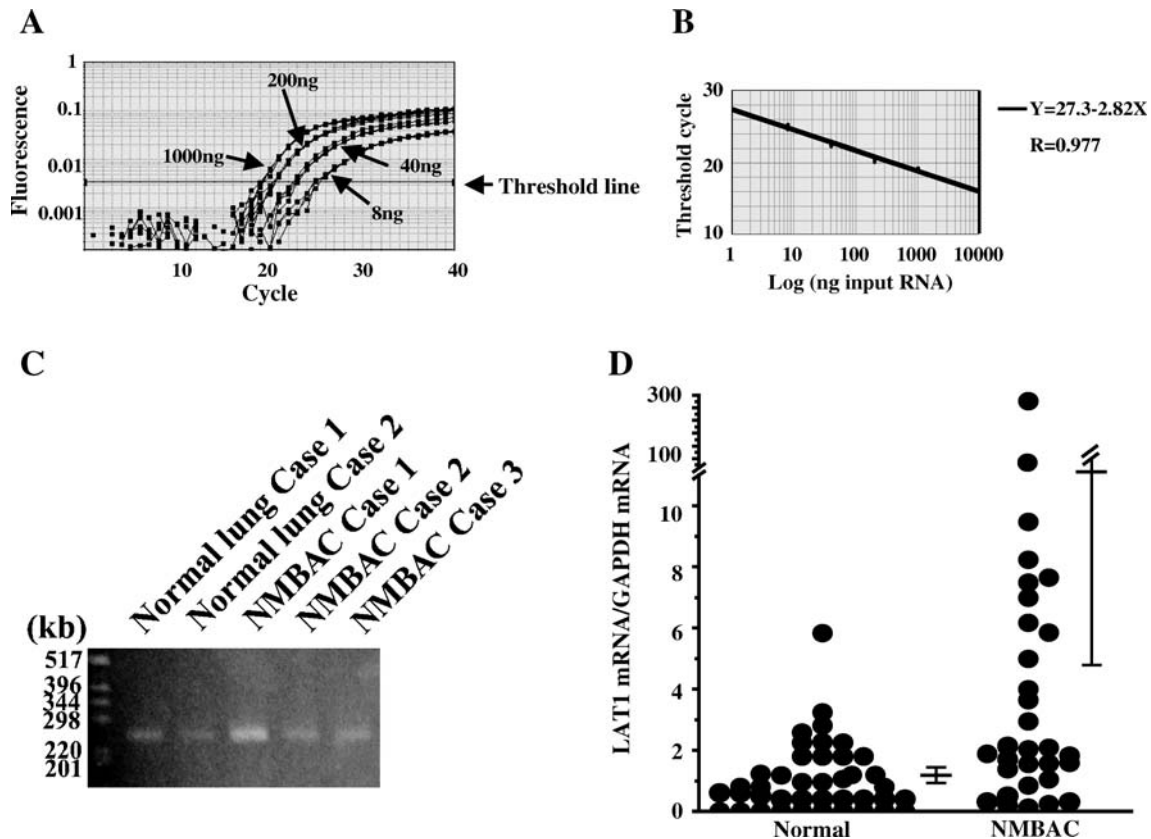 A
Fluorescence
1
0.1
0.01
0.001
200ng
1000ng
40ng
8ng
Threshold line
10
20
30
40
Cycle
B
Threshold cycle
30
20
10
1
10
100
1000
10000
Log (ng input RNA)
Y=27.3-2.82X
R=0.977
C
Normal lung Case 1
Normal lung Case 2
NMBAC Case 1
NMBAC Case 2
NMBAC Case 3
(kb)
517
396
344
298
220
201
D
LAT1 mRNA/GAPDH mRNA
300
100
10
8
6
4
2
0
Normal
NMBAC